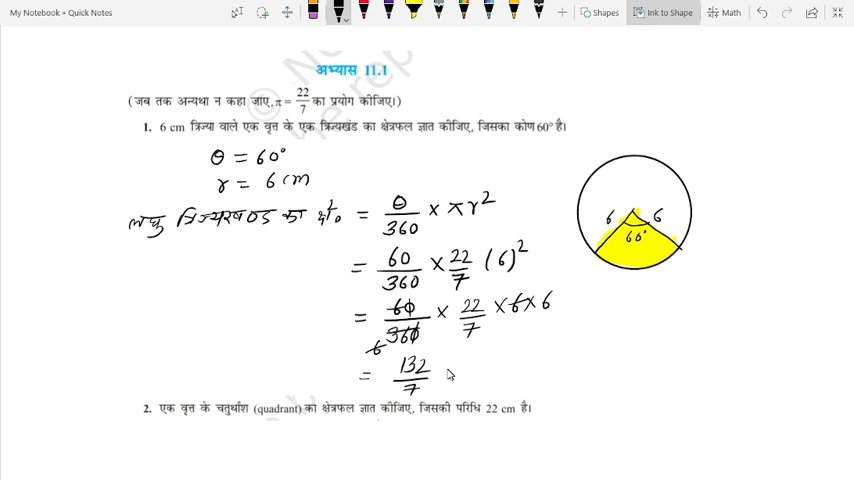 My Notebook » Quick Notes
Shapes
Ink to Shape
Math
अभ्यास 11.1
(जब तक अन्यथा न कहा जाए, π = 22/7 का प्रयोग कीजिए।)
1. 6 cm त्रिज्या वाले एक वृत्त के एक त्रिज्यखंड का क्षेत्रफल ज्ञात कीजिए, जिसका कोण 60° है।
θ = 60°
r = 6 cm
लघु त्रिज्यखण्ड का क्षे० = θ/360 × πr²
= 60/360 × 22/7 (6)²
= 60/360 × 22/7 × 6 × 6
6
= 132/7
6 6
60°
2. एक वृत्त के चतुर्थांश (quadrant) का क्षेत्रफल ज्ञात कीजिए, जिसकी परिधि 22 cm है।